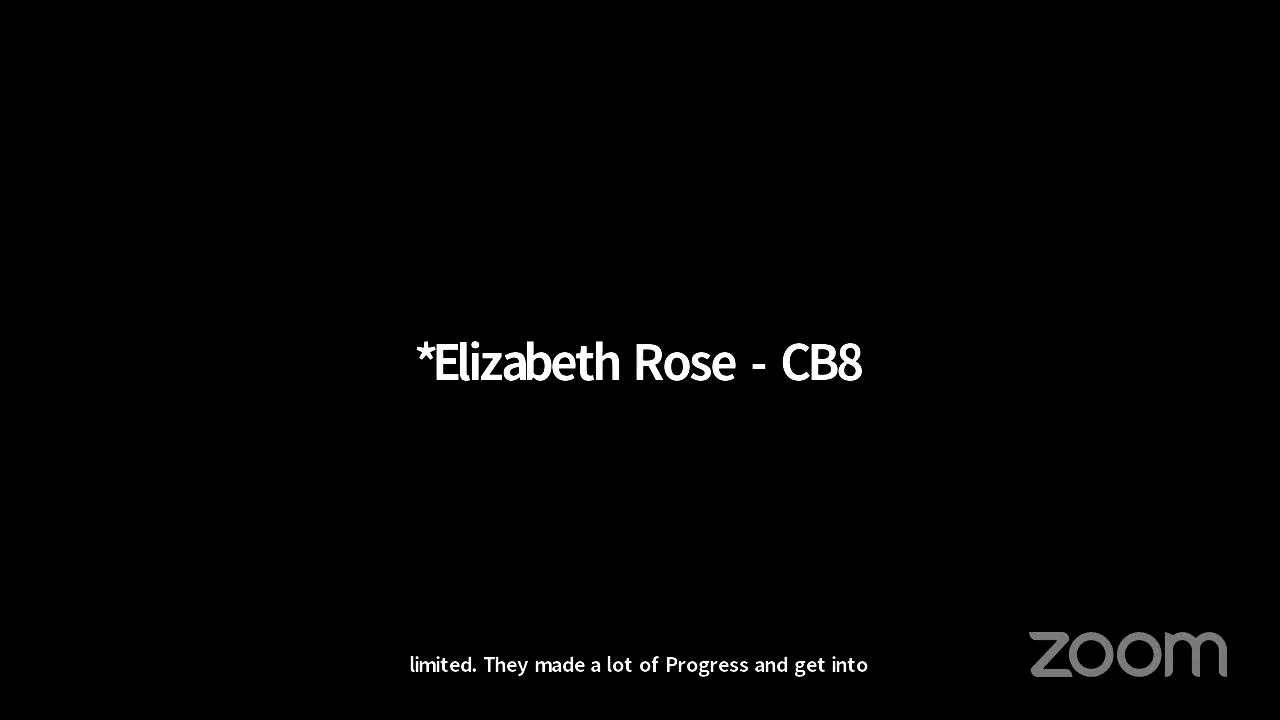 *Elizabeth Rose - CB8
limited. They made a lot of Progress and get into
zoom